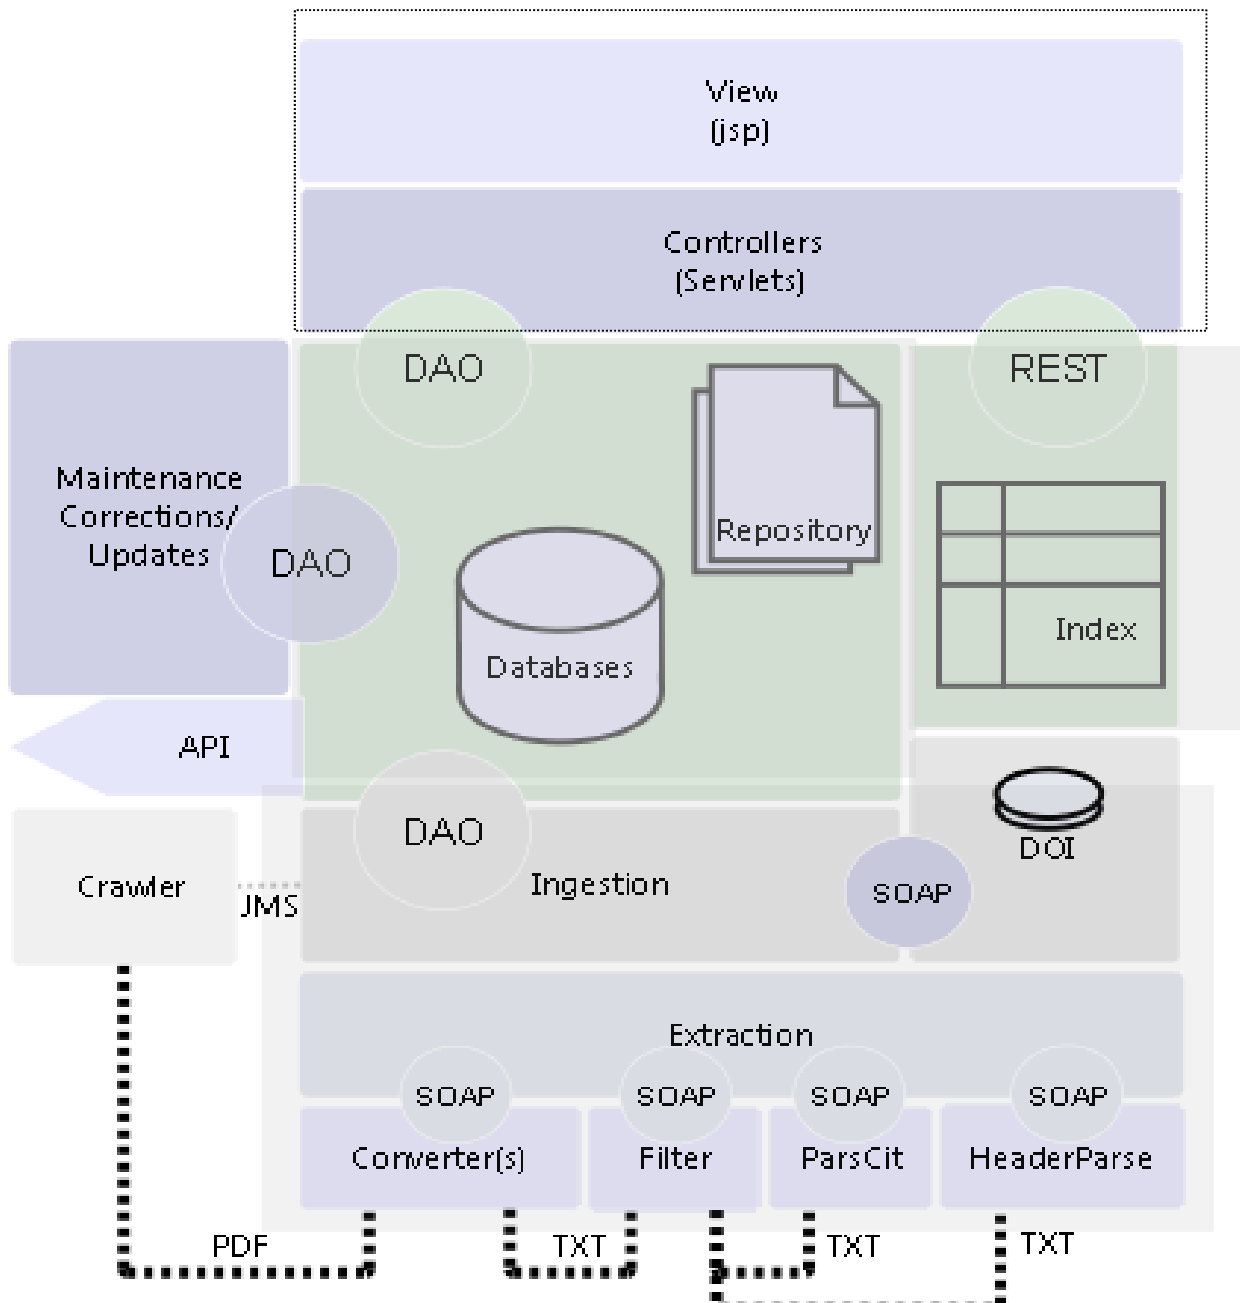 View
(jsp)
Controllers
(Servlets)
DAO
REST
Maintenance
Corrections/
Updates
DAO
Repository
Databases
Index
API
DAO
DOI
Crawler
JMS
Ingestion
SOAP
Extraction
SOAP
SOAP
SOAP
SOAP
Converter(s)
Filter
ParsCit
HeaderParse
PDF
TXT
TXT
TXT